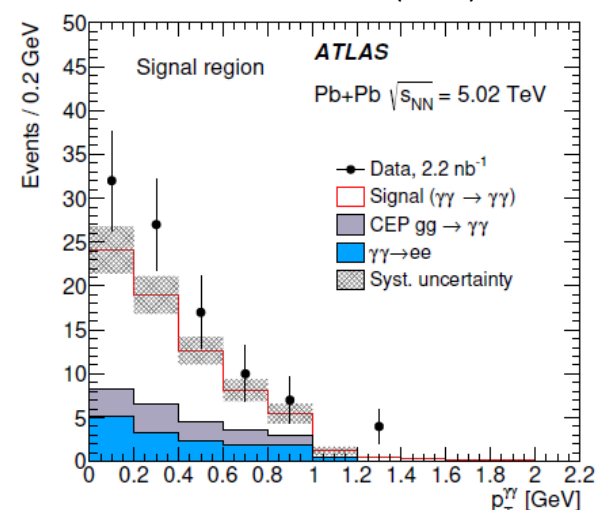 50
45
40
35
30
25
20
15
10
5
0
Events / 0.2 GeV
Signal region
ATLAS
Pb+Pb √sNN = 5.02 TeV
Data, 2.2 nb⁻¹
Signal (γγ → γγ)
CEP gg → γγ
γγ→ee
Syst. uncertainty
0 0.2 0.4 0.6 0.8 1 1.2 1.4 1.6 1.8 2 2.2
pTγγ [GeV]